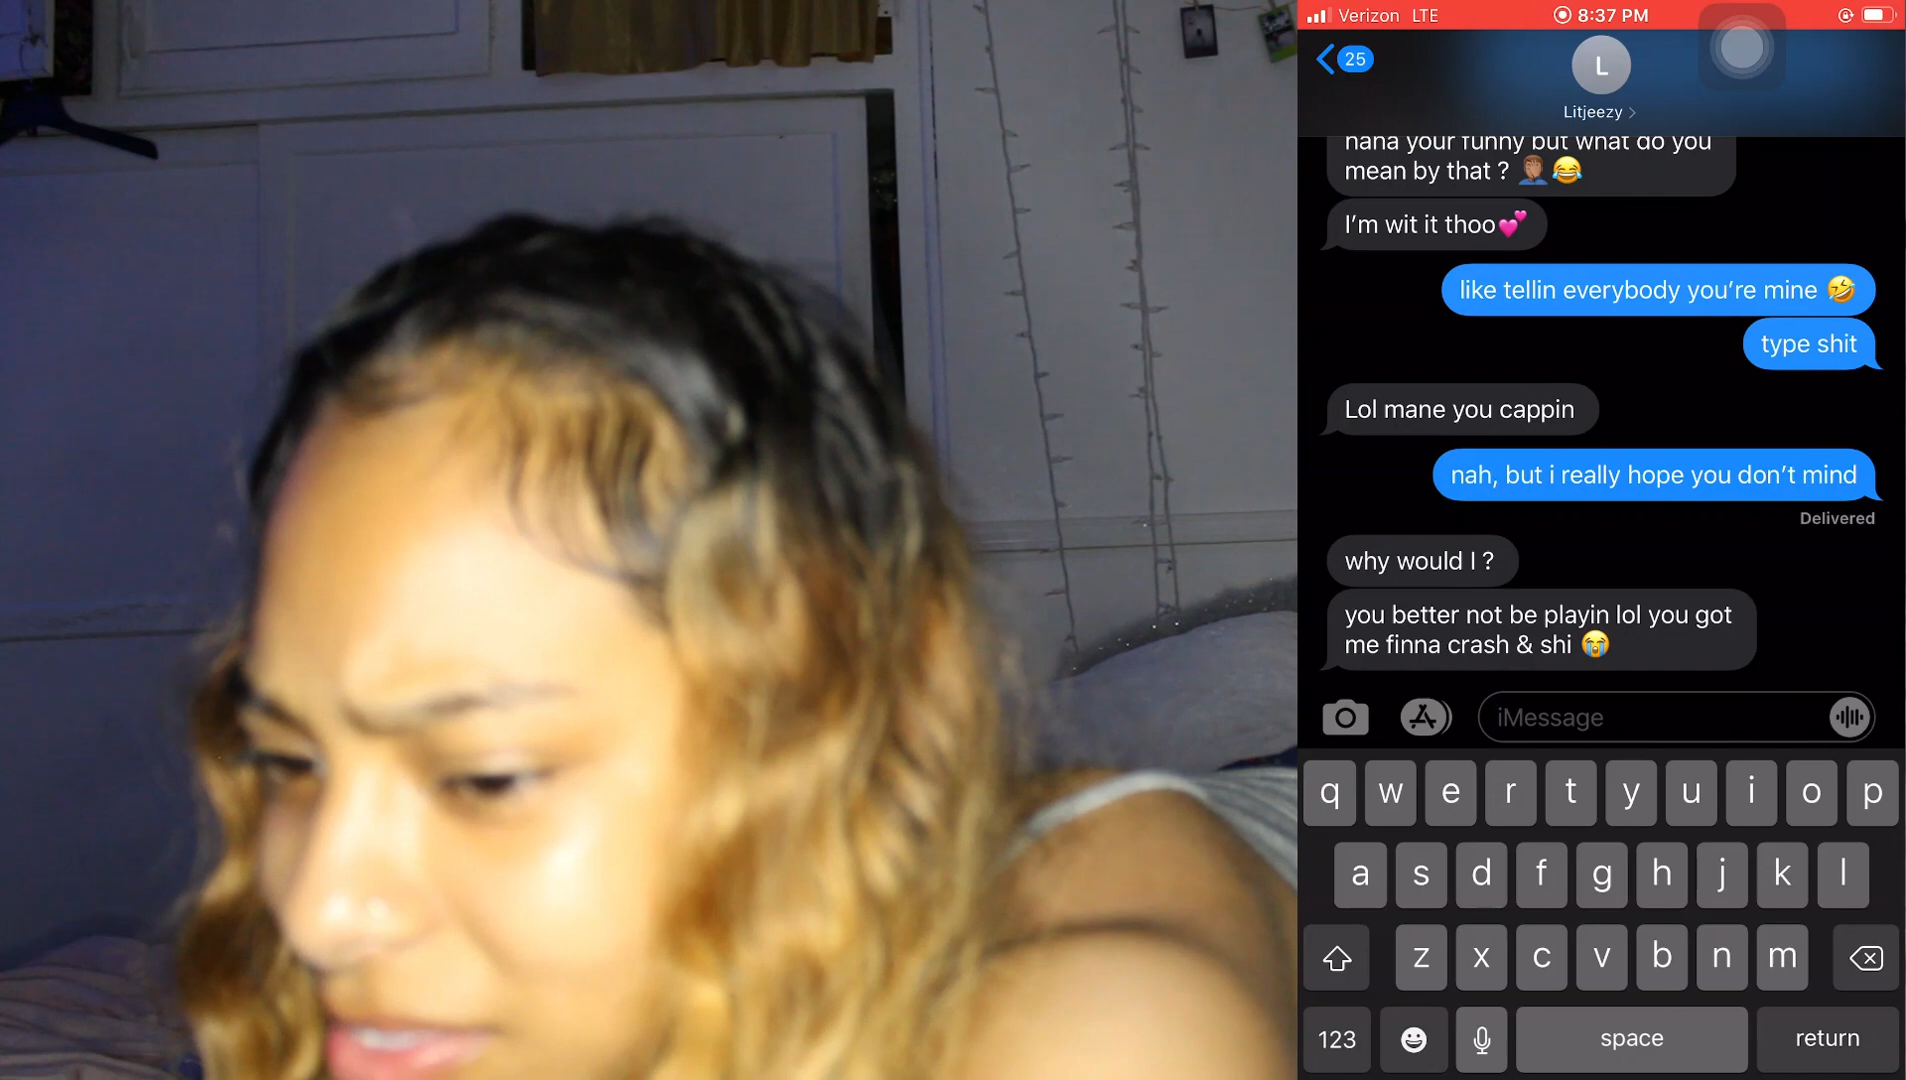 Verizon LTE 8:37 PM
25
L
Litjeezy
haha your funny but what do you
mean by that ? 🤦🏽‍♂️😂
I’m wit it thoo💕
like tellin everybody you’re mine 🤣
type shit
Lol mane you cappin
nah, but i really hope you don’t mind
Delivered
why would I ?
you better not be playin lol you got
me finna crash & shi 😭
iMessage
q w e r t y u i o p
a s d f g h j k l
z x c v b n m
123 space return